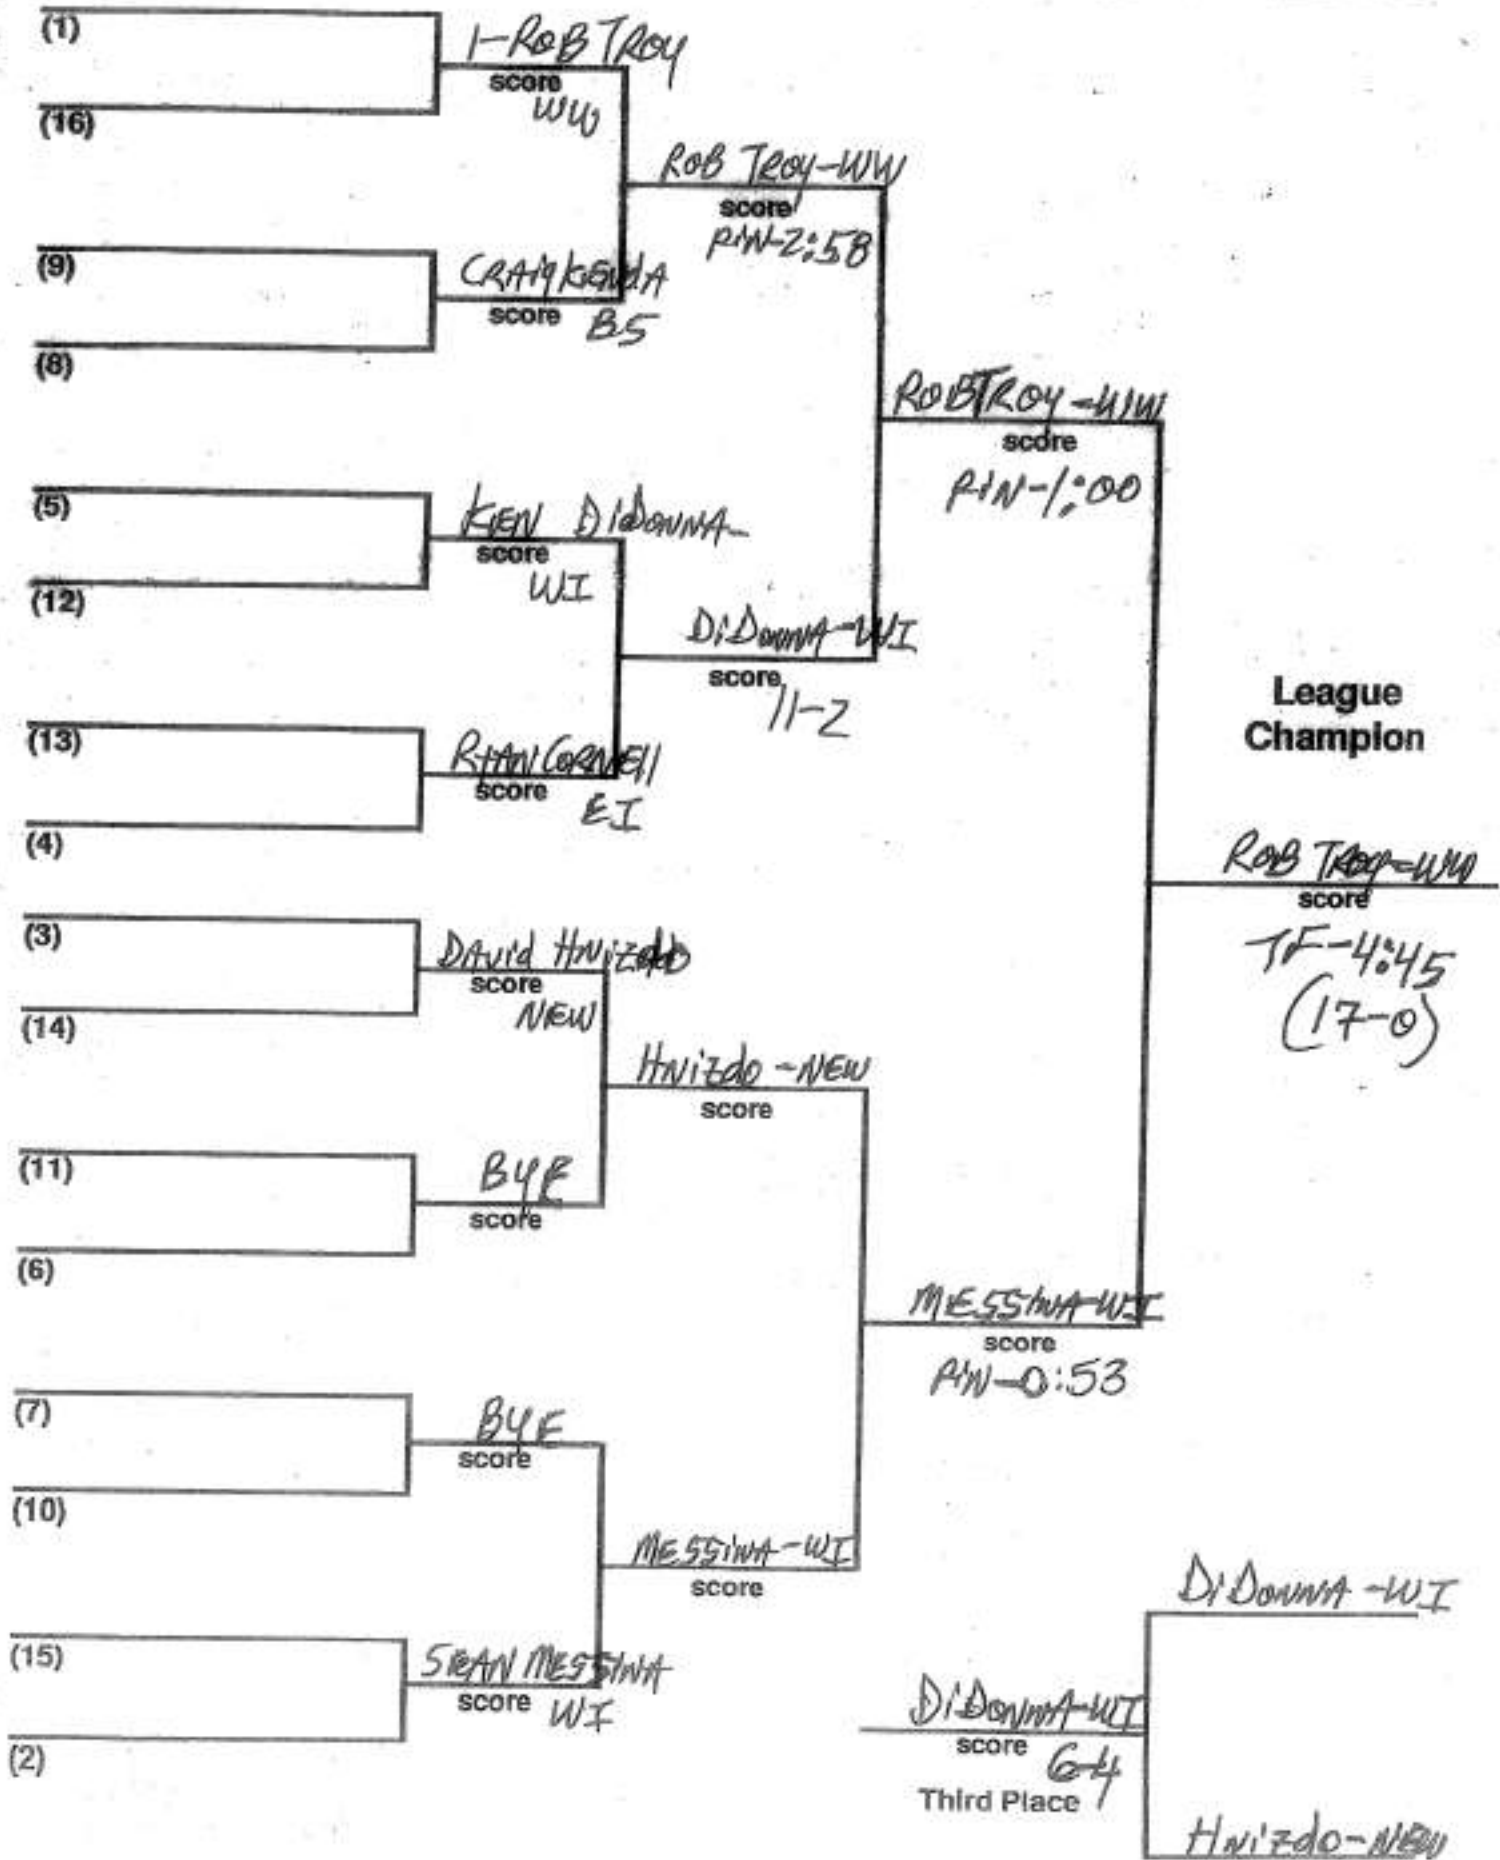 (1)
1-ROB TROY
score
WW
(16)
ROB TROY-WW
score
PIN-2:58
(9)
CRAIG KENDA
score BS
(8)
ROB TROY-WW
score
PIN-1:00
(5)
KEN DIDONNA-
score
WI
(12)
DIDONNA-WI
score
11-2
(13)
RYAN CORNELL
score
EI
(4)
League
Champion
ROB TROY-WW
score
TF-4:45
(17-0)
(3)
DAVID HNIZDO
score
NEW
(14)
HNIZDO-NEW
score
(11)
BYE
score
(6)
MESSINA-WI
score
PIN-0:53
(7)
BYE
score
(10)
MESSINA-WI
score
(15)
SEAN MESSINA
score WI
(2)
DIDONNA-WI
DIDONNA-WI
score 6-4
Third Place
HNIZDO-NEW